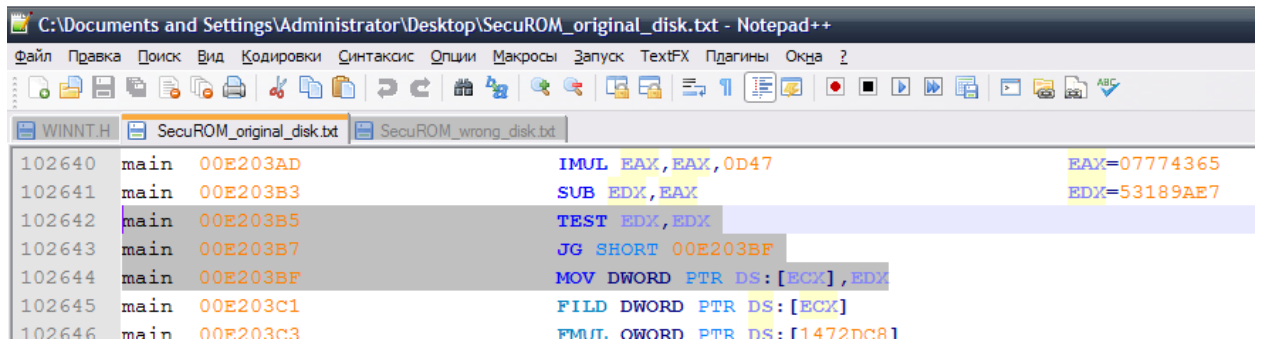 C:\Documents and Settings\Administrator\Desktop\SecuROM_original_disk.txt - Notepad++
Файл Правка Поиск Вид Кодировки Синтаксис Опции Макросы Запуск TextFX Плагины Окна ?
WINNT.H SecuROM_original_disk.txt SecuROM_wrong_disk.txt
102640 main 00E203AD IMUL EAX,EAX,0D47 EAX=07774365
102641 main 00E203B3 SUB EDX,EAX EDX=53189AE7
102642 main 00E203B5 TEST EDX,EDX
102643 main 00E203B7 JG SHORT 00E203BF
102644 main 00E203BF MOV DWORD PTR DS:[ECX],EDX
102645 main 00E203C1 FILD DWORD PTR DS:[ECX]
102646 main 00E203C3 FMUL QWORD PTR DS:[1472DC8]